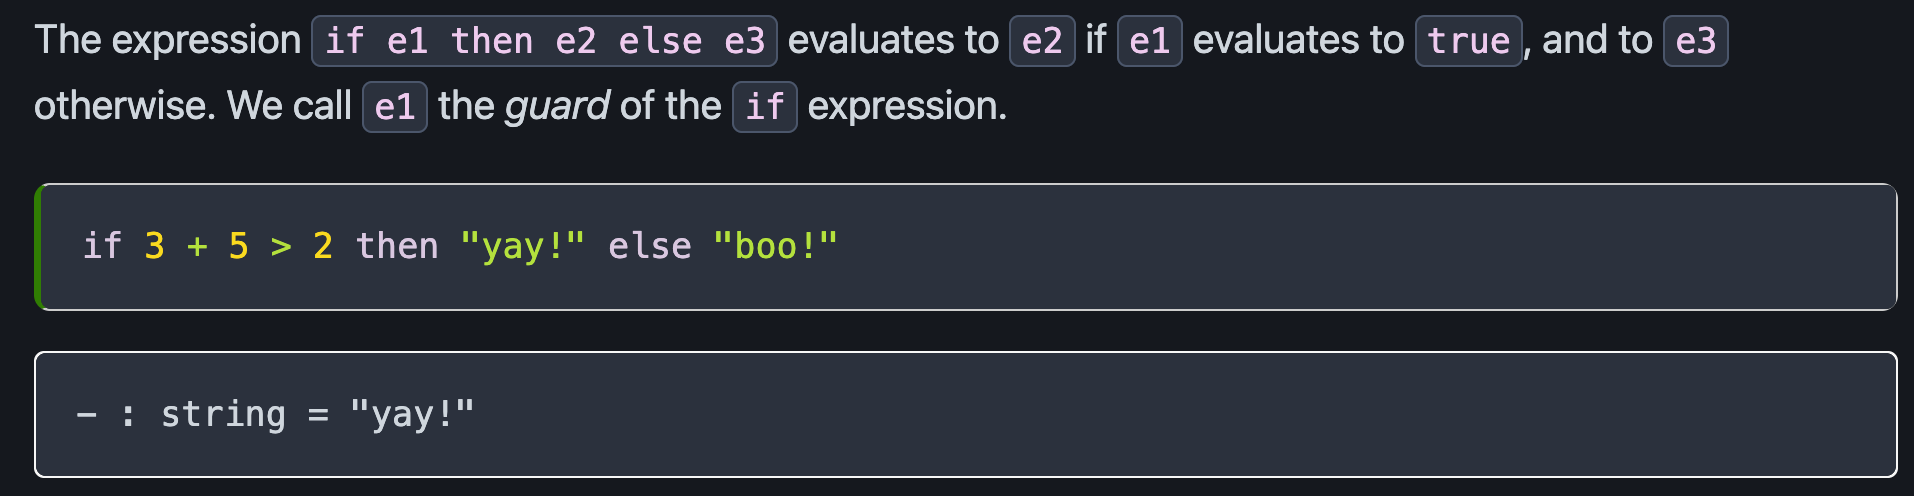 The expression if e1 then e2 else e3 evaluates to e2 if e1 evaluates to true, and to e3
otherwise. We call e1 the guard of the if expression.
if 3 + 5 > 2 then "yay!" else "boo!"
- : string = "yay!"